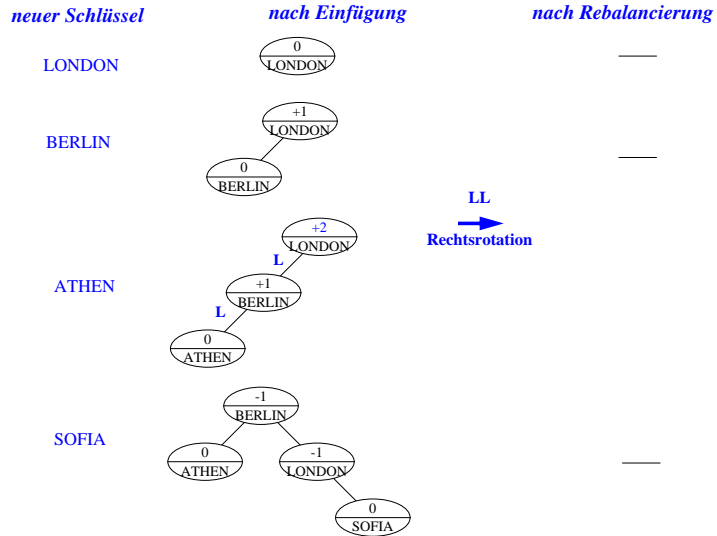 neuer Schlüssel nach Einfügung nach Rebalancierung
LONDON
0
LONDON
BERLIN
+1
LONDON
0
BERLIN
LL
Rechtsrotation
ATHEN
+2
LONDON
L
+1
BERLIN
L
0
ATHEN
SOFIA
-1
BERLIN
0
ATHEN
-1
LONDON
0
SOFIA